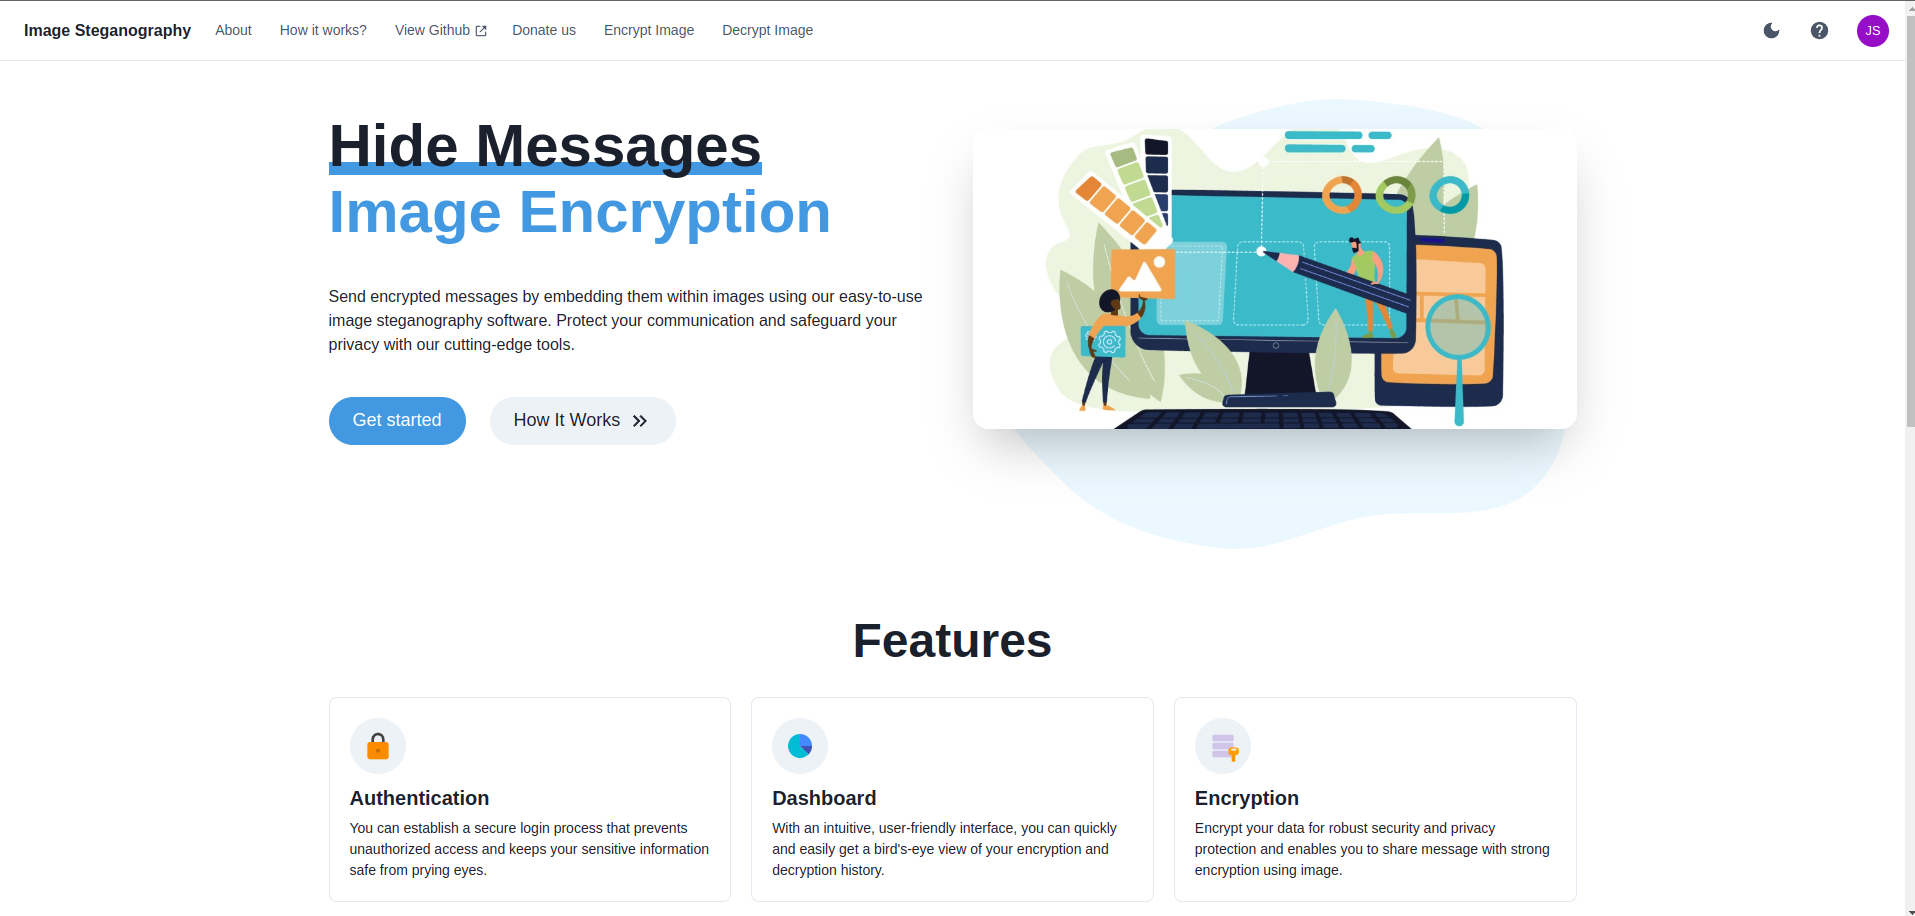 Image Steganography About How it works? View Github Donate us Encrypt Image Decrypt Image JS
Hide Messages
Image Encryption
Send encrypted messages by embedding them within images using our easy-to-use
image steganography software. Protect your communication and safeguard your
privacy with our cutting-edge tools.
Get started How It Works
Features
Authentication
You can establish a secure login process that prevents
unauthorized access and keeps your sensitive information
safe from prying eyes.
Dashboard
With an intuitive, user-friendly interface, you can quickly
and easily get a bird's-eye view of your encryption and
decryption history.
Encryption
Encrypt your data for robust security and privacy
protection and enables you to share message with strong
encryption using image.